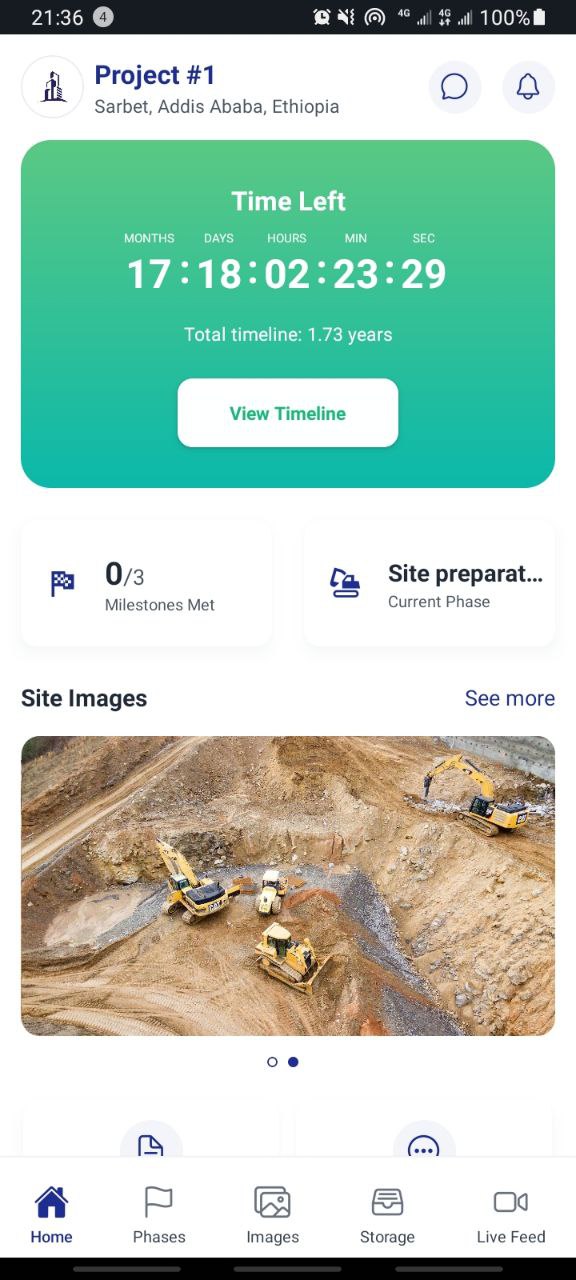 21:36 4 4G 4G 100%
Project #1
Sarbet, Addis Ababa, Ethiopia
Time Left
MONTHS DAYS HOURS MIN SEC
17 : 18 : 02 : 23 : 29
Total timeline: 1.73 years
View Timeline
0/3
Milestones Met
Site preparat...
Current Phase
Site Images
See more
Home Phases Images Storage Live Feed